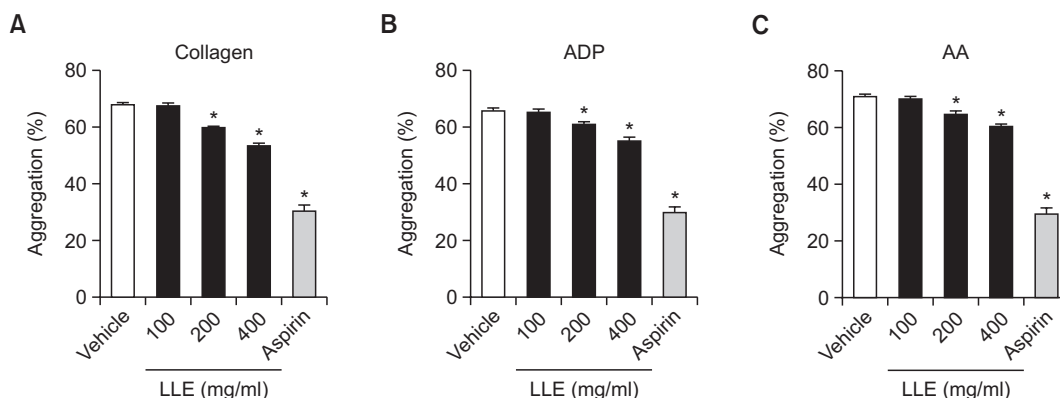 A
Collagen
Aggregation (%)
80
60
40
20
0
*
*
*
Vehicle
100
200
400
Aspirin
LLE (mg/ml)
B
ADP
Aggregation (%)
80
60
40
20
0
*
*
*
Vehicle
100
200
400
Aspirin
LLE (mg/ml)
C
AA
Aggregation (%)
80
60
40
20
0
*
*
*
Vehicle
100
200
400
Aspirin
LLE (mg/ml)